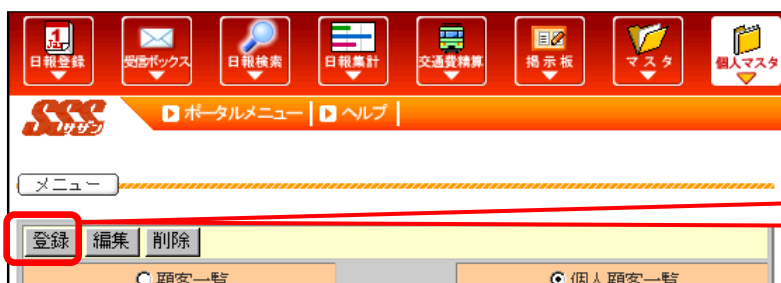 日報登録 受信ボックス 日報検索 日報集計 交通費精算 掲示板 マスタ 個人マスタ
SSS サザン ポータルメニュー ヘルプ
メニュー
登録 編集 削除
顧客一覧 個人顧客一覧